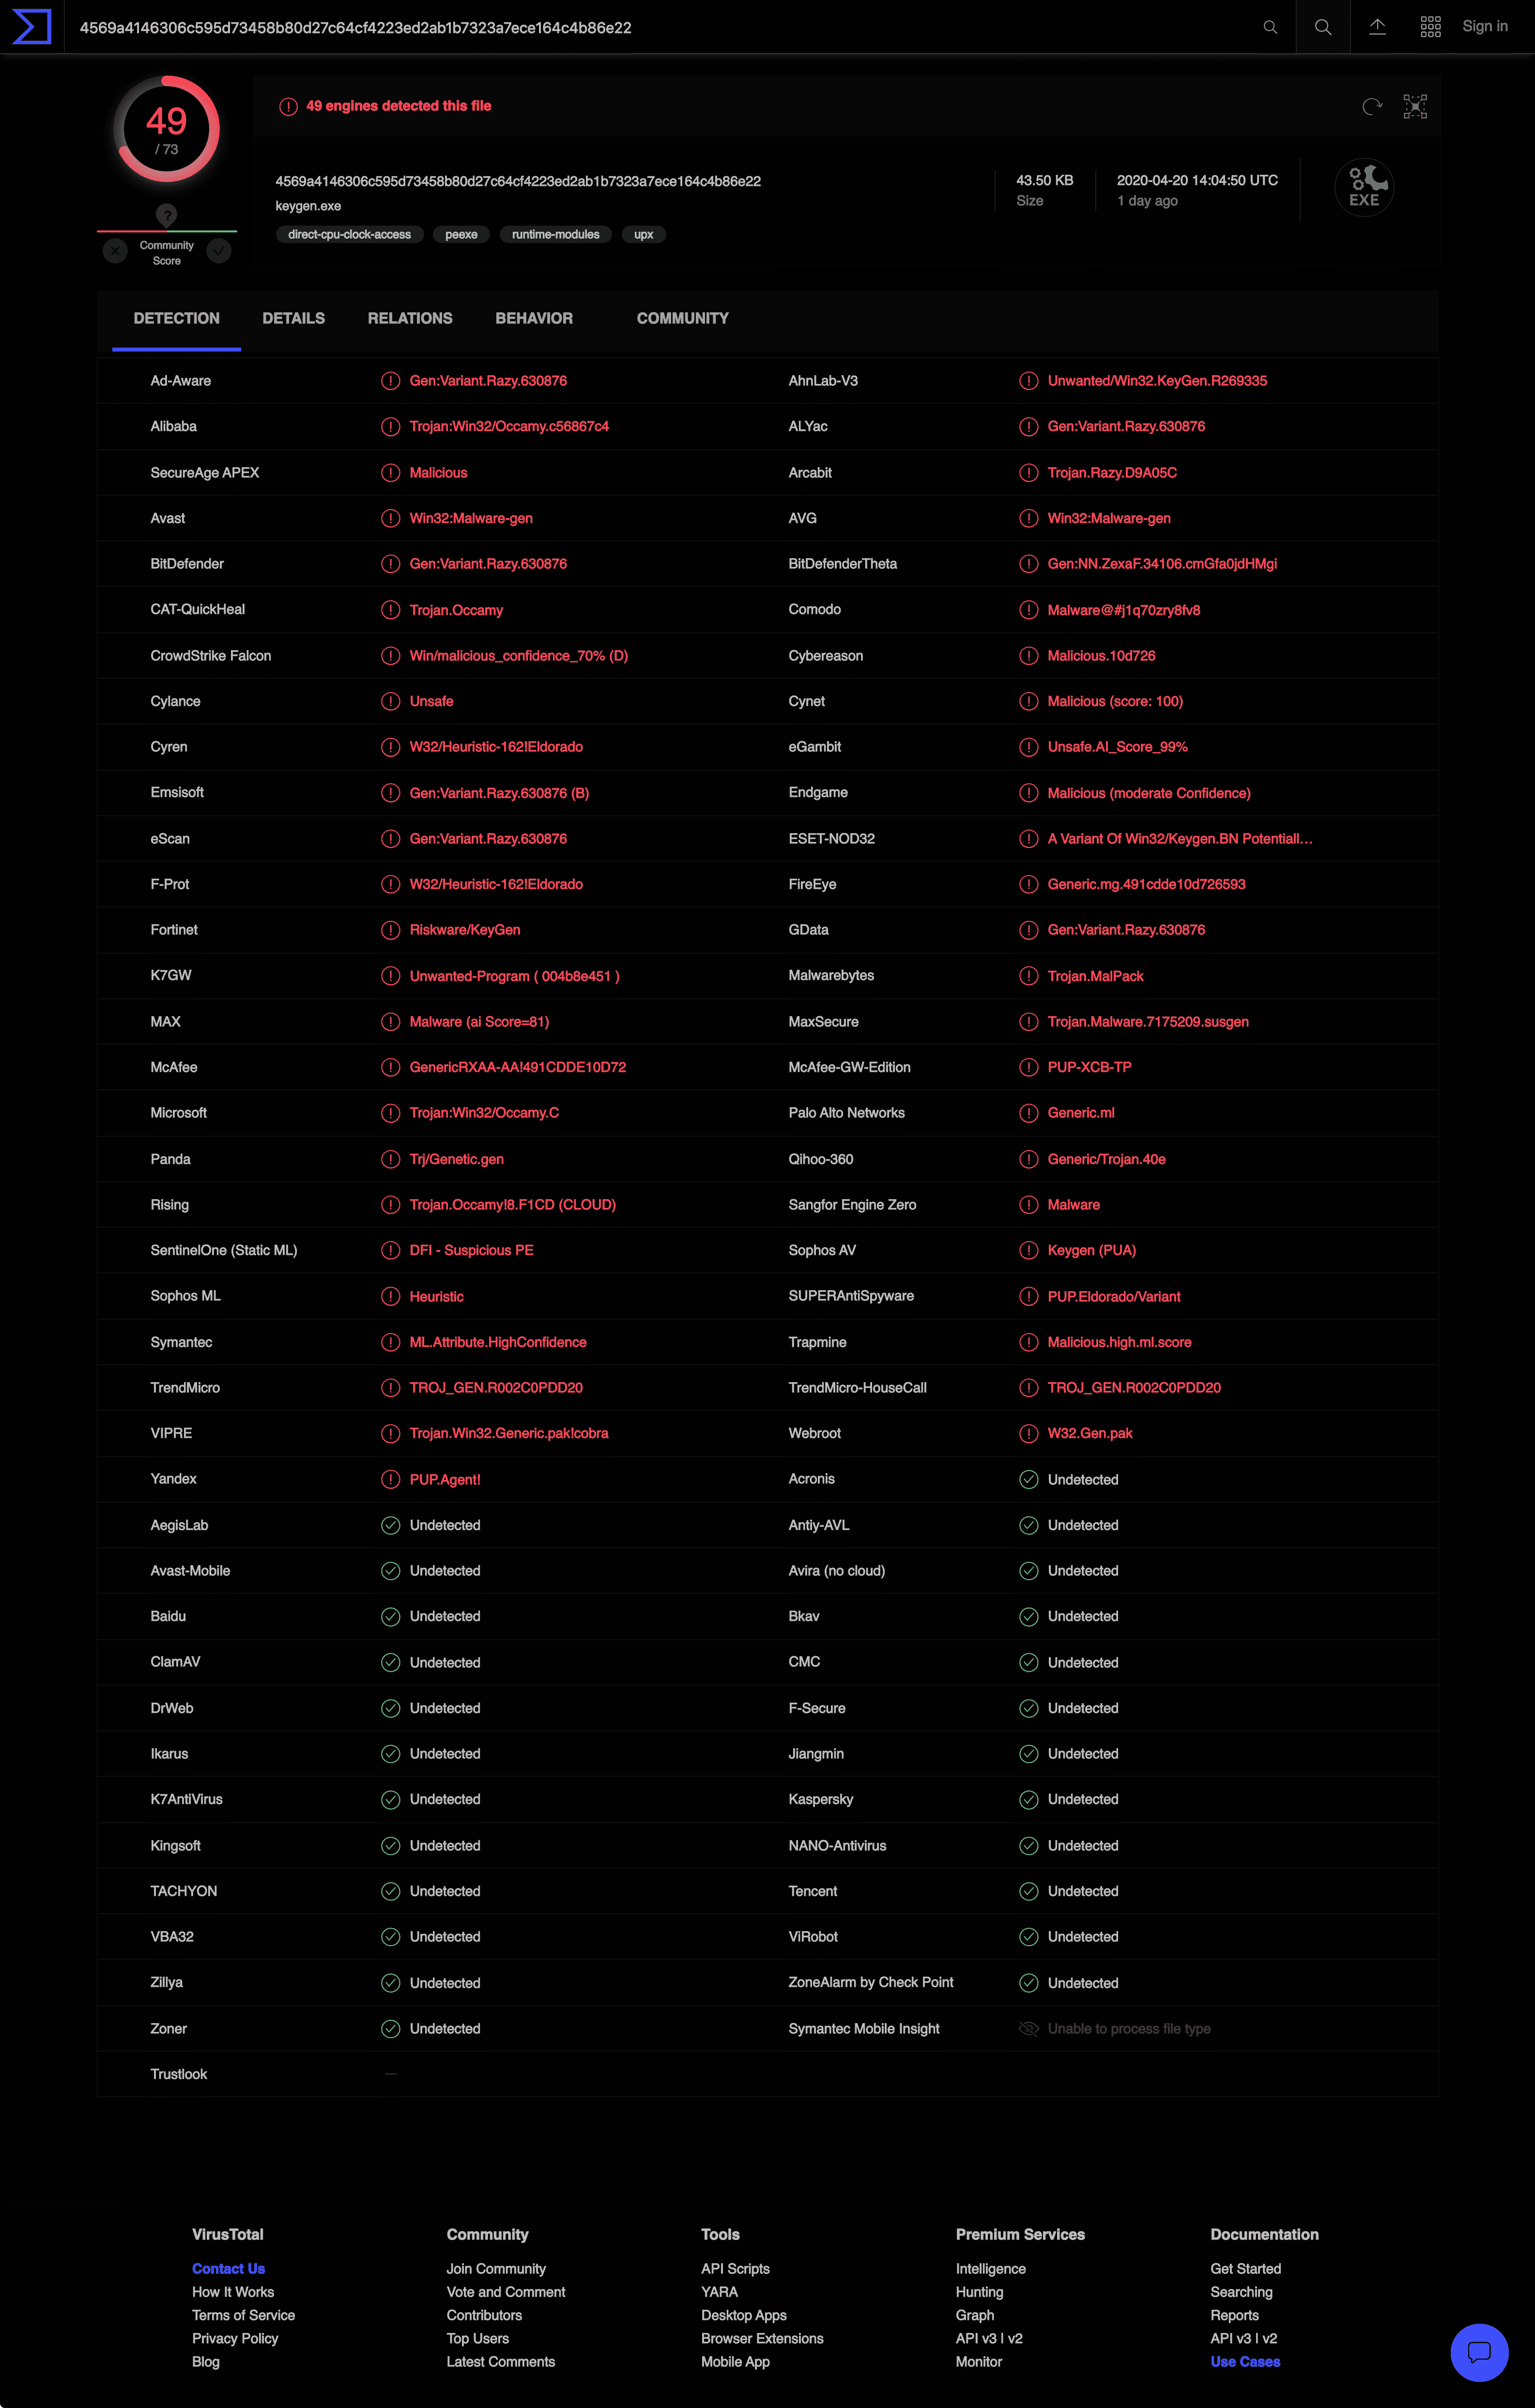 4569a4146306c595d73458b80d27c64cf4223ed2ab1b7323a7ece164c4b86e22
Sign in
49
/ 73
49 engines detected this file
4569a4146306c595d73458b80d27c64cf4223ed2ab1b7323a7ece164c4b86e22
keygen.exe
direct-cpu-clock-access peexe runtime-modules upx
43.50 KB
Size
2020-04-20 14:04:50 UTC
1 day ago
EXE
?
Community
Score
DETECTION DETAILS RELATIONS BEHAVIOR COMMUNITY
Ad-Aware Gen:Variant.Razy.630876 AhnLab-V3 Unwanted/Win32.KeyGen.R269335
Alibaba Trojan:Win32/Occamy.c56867c4 ALYac Gen:Variant.Razy.630876
SecureAge APEX Malicious Arcabit Trojan.Razy.D9A05C
Avast Win32:Malware-gen AVG Win32:Malware-gen
BitDefender Gen:Variant.Razy.630876 BitDefenderTheta Gen:NN.ZexaF.34106.cmGfa0jdHMgi
CAT-QuickHeal Trojan.Occamy Comodo Malware@#j1q70zry8fv8
CrowdStrike Falcon Win/malicious_confidence_70% (D) Cybereason Malicious.10d726
Cylance Unsafe Cynet Malicious (score: 100)
Cyren W32/Heuristic-162!Eldorado eGambit Unsafe.AI_Score_99%
Emsisoft Gen:Variant.Razy.630876 (B) Endgame Malicious (moderate Confidence)
eScan Gen:Variant.Razy.630876 ESET-NOD32 A Variant Of Win32/Keygen.BN Potentiall...
F-Prot W32/Heuristic-162!Eldorado FireEye Generic.mg.491cdde10d726593
Fortinet Riskware/KeyGen GData Gen:Variant.Razy.630876
K7GW Unwanted-Program ( 004b8e451 ) Malwarebytes Trojan.MalPack
MAX Malware (ai Score=81) MaxSecure Trojan.Malware.7175209.susgen
McAfee GenericRXAA-AA!491CDDE10D72 McAfee-GW-Edition PUP-XCB-TP
Microsoft Trojan:Win32/Occamy.C Palo Alto Networks Generic.ml
Panda Trj/Genetic.gen Qihoo-360 Generic/Trojan.40e
Rising Trojan.Occamy!8.F1CD (CLOUD) Sangfor Engine Zero Malware
SentinelOne (Static ML) DFI - Suspicious PE Sophos AV Keygen (PUA)
Sophos ML Heuristic SUPERAntiSpyware PUP.Eldorado/Variant
Symantec ML.Attribute.HighConfidence Trapmine Malicious.high.ml.score
TrendMicro TROJ_GEN.R002C0PDD20 TrendMicro-HouseCall TROJ_GEN.R002C0PDD20
VIPRE Trojan.Win32.Generic.pak!cobra Webroot W32.Gen.pak
Yandex PUP.Agent! Acronis Undetected
AegisLab Undetected Antiy-AVL Undetected
Avast-Mobile Undetected Avira (no cloud) Undetected
Baidu Undetected Bkav Undetected
ClamAV Undetected CMC Undetected
DrWeb Undetected F-Secure Undetected
Ikarus Undetected Jiangmin Undetected
K7AntiVirus Undetected Kaspersky Undetected
Kingsoft Undetected NANO-Antivirus Undetected
TACHYON Undetected Tencent Undetected
VBA32 Undetected ViRobot Undetected
Zillya Undetected ZoneAlarm by Check Point Undetected
Zoner Undetected Symantec Mobile Insight Unable to process file type
Trustlook —
VirusTotal Community Tools Premium Services Documentation
Contact Us Join Community API Scripts Intelligence Get Started
How It Works Vote and Comment YARA Hunting Searching
Terms of Service Contributors Desktop Apps Graph Reports
Privacy Policy Top Users Browser Extensions API v3 | v2 API v3 | v2
Blog Latest Comments Mobile App Monitor Use Cases